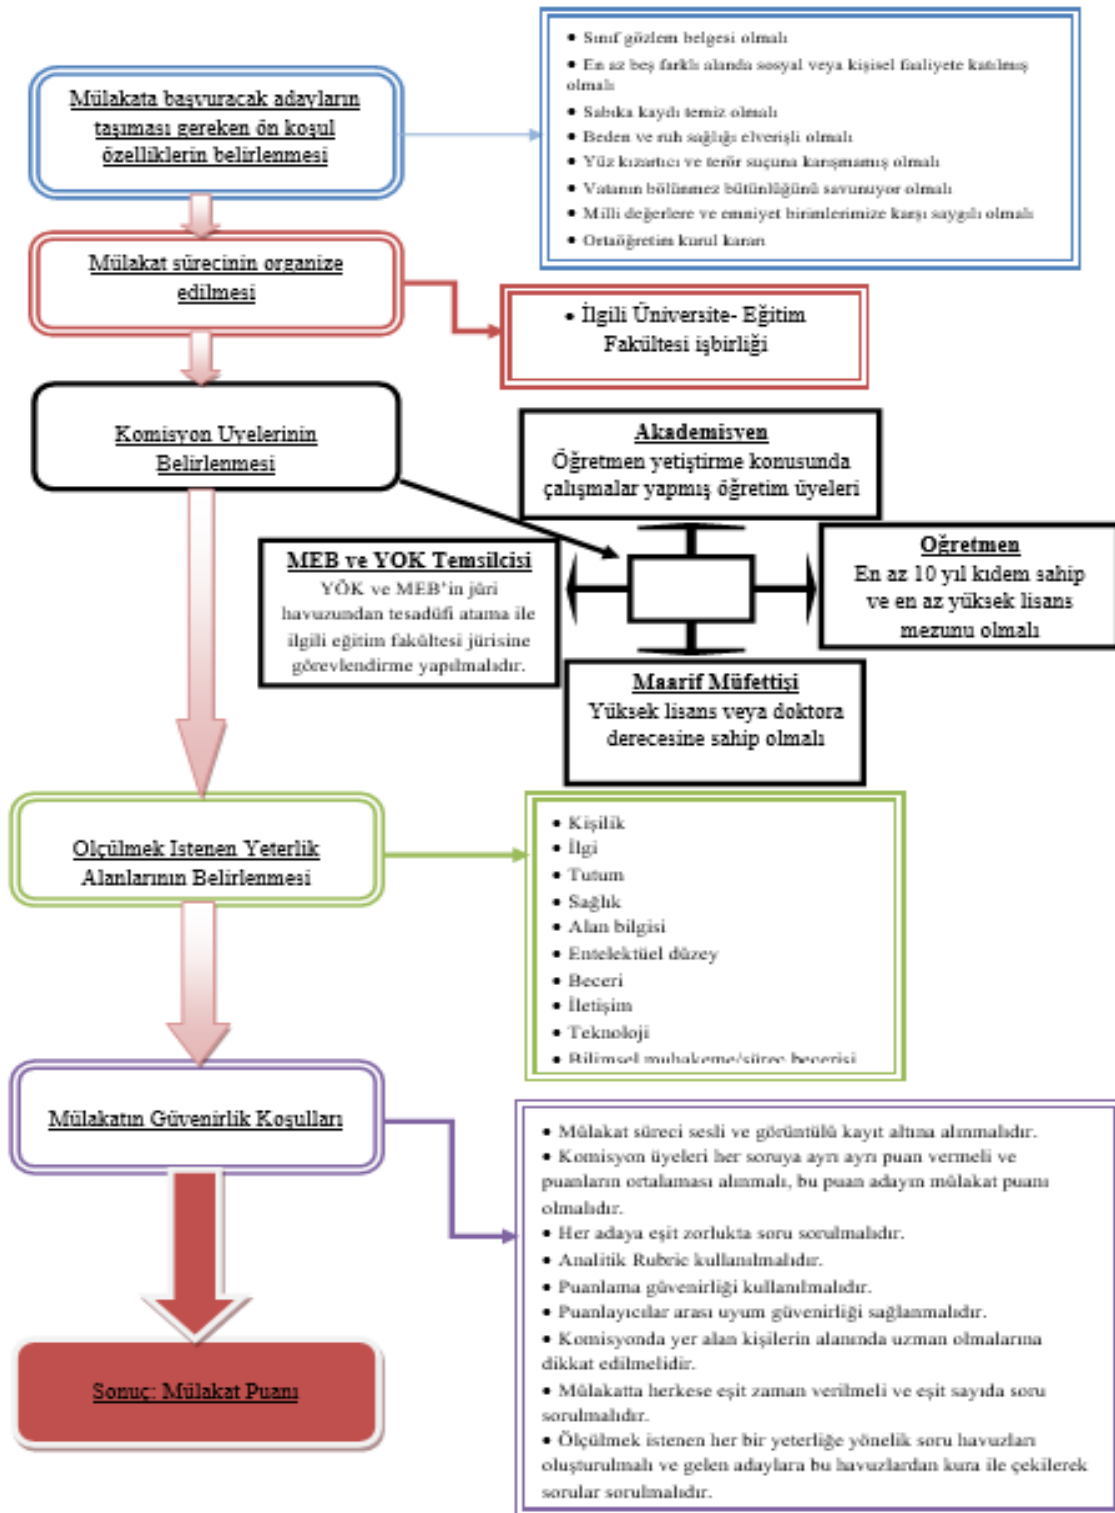 Mülakata başvuracak adayların
taşıması gereken ön koşul
özelliklerin belirlenmesi
• Sınıf gözlem belgesi olmalı
• En az beş farklı alanda sosyal veya kişisel faaliyete katılmış
olmalı
• Sabıka kaydı temiz olmalı
• Beden ve ruh sağlığı elverişli olmalı
• Yüz kızartıcı ve terör suçuna karışmamış olmalı
• Vatanın bölünmez bütünlüğünü savunuyor olmalı
• Milli değerlere ve emniyet birimlerimize karşı saygılı olmalı
• Ortaöğretim kurul kararı
Mülakat sürecinin organize
edilmesi
• İlgili Üniversite- Eğitim
Fakültesi işbirliği
Komisyon Uyelerinin
Belirlenmesi
Akademisyen
Öğretmen yetiştirme konusunda
çalışmalar yapmış öğretim üyeleri
MEB ve YOK Temsilcisi
YÖK ve MEB'in jüri
havuzundan tesadüfi atama ile
ilgili eğitim fakültesi jürisine
görevlendirme yapılmalıdır.
Oğretmen
En az 10 yıl kıdem sahip
ve en az yüksek lisans
mezunu olmalı
Maarif Müfettişi
Yüksek lisans veya doktora
derecesine sahip olmalı
Olçülmek Istenen Yeterlik
Alanlarının Belirlenmesi
• Kişilik
• İlgi
• Tutum
• Sağlık
• Alan bilgisi
• Entelektüel düzey
• Beceri
• İletişim
• Teknoloji
• Bilimsel muhakeme/süreç becerisi
Mülakatın Güvenirlik Koşulları
• Mülakat süreci sesli ve görüntülü kayıt altına alınmalıdır.
• Komisyon üyeleri her soruya ayrı ayrı puan vermeli ve
puanların ortalaması alınmalı, bu puan adayın mülakat puanı
olmalıdır.
• Her adaya eşit zorlukta soru sorulmalıdır.
• Analitik Rubric kullanılmalıdır.
• Puanlama güvenirliği kullanılmalıdır.
• Puanlayıcılar arası uyum güvenirliği sağlanmalıdır.
• Komisyonda yer alan kişilerin alanında uzman olmalarına
dikkat edilmelidir.
• Mülakatta herkese eşit zaman verilmeli ve eşit sayıda soru
sorulmalıdır.
• Ölçülmek istenen her bir yeterliğe yönelik soru havuzları
oluşturulmalı ve gelen adaylara bu havuzlardan kura ile çekilerek
sorular sorulmalıdır.
Sonuç: Mülakat Puanı